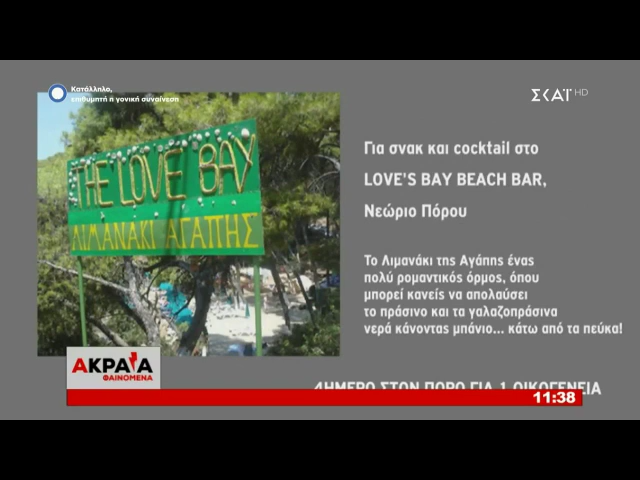 Κατάλληλο,
επιθυμητή η γονική συναίνεση
ΣΚΑΪ HD
THE LOVE BAY
ΛΙΜΑΝΑΚΙ ΑΓΑΠΗΣ
Για σνακ και cocktail στο
LOVE'S BAY BEACH BAR,
Νεώριο Πόρου
Το Λιμανάκι της Αγάπης ένας
πολύ ρομαντικός όρμος, όπου
μπορεί κανείς να απολαύσει
το πράσινο και τα γαλαζοπράσινα
νερά κάνοντας μπάνιο... κάτω από τα πεύκα!
ΑΚΡΑΙΑ
ΦΑΙΝΟΜΕΝΑ
4ΗΜΕΡΟ ΣΤΟΝ ΠΟΡΟ ΓΙΑ 1 ΟΙΚΟΓΕΝΕΙΑ
11:38